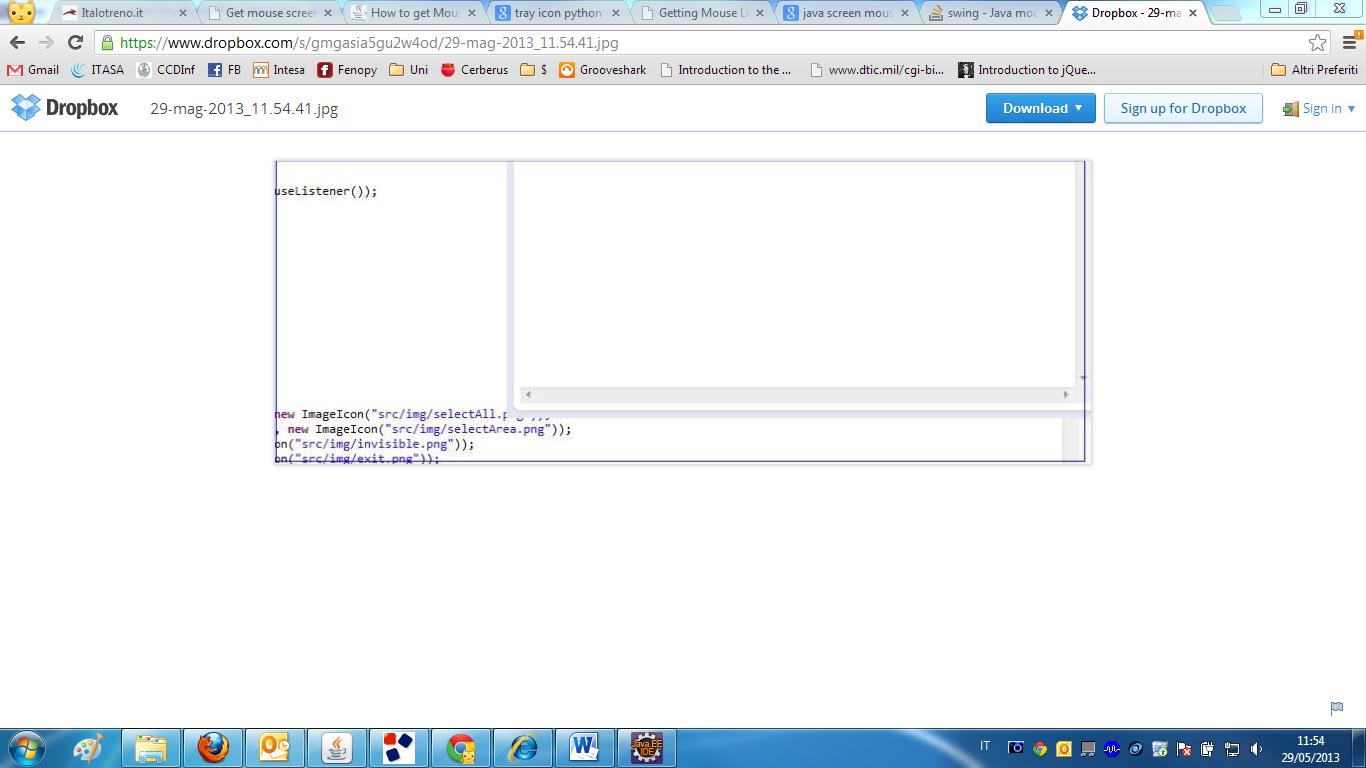 Italotreno.it
Get mouse scree
How to get Mou
tray icon python
Getting Mouse L
java screen mous
swing - Java mo
Dropbox - 29-ma
https://www.dropbox.com/s/gmgasia5gu2w4od/29-mag-2013_11.54.41.jpg
Gmail ITASA CCDInf FB Intesa Fenopy Uni Cerberus $ Grooveshark Introduction to the ... www.dtic.mil/cgi-bi... Introduction to jQue... Altri Preferiti
Dropbox 29-mag-2013_11.54.41.jpg Download Sign up for Dropbox Sign in
useListener());
new ImageIcon("src/img/selectAll.p
, new ImageIcon("src/img/selectArea.png"));
on("src/img/invisible.png"));
on("src/img/exit.png"));
Java EE
IDE
IT
11:54
29/05/2013